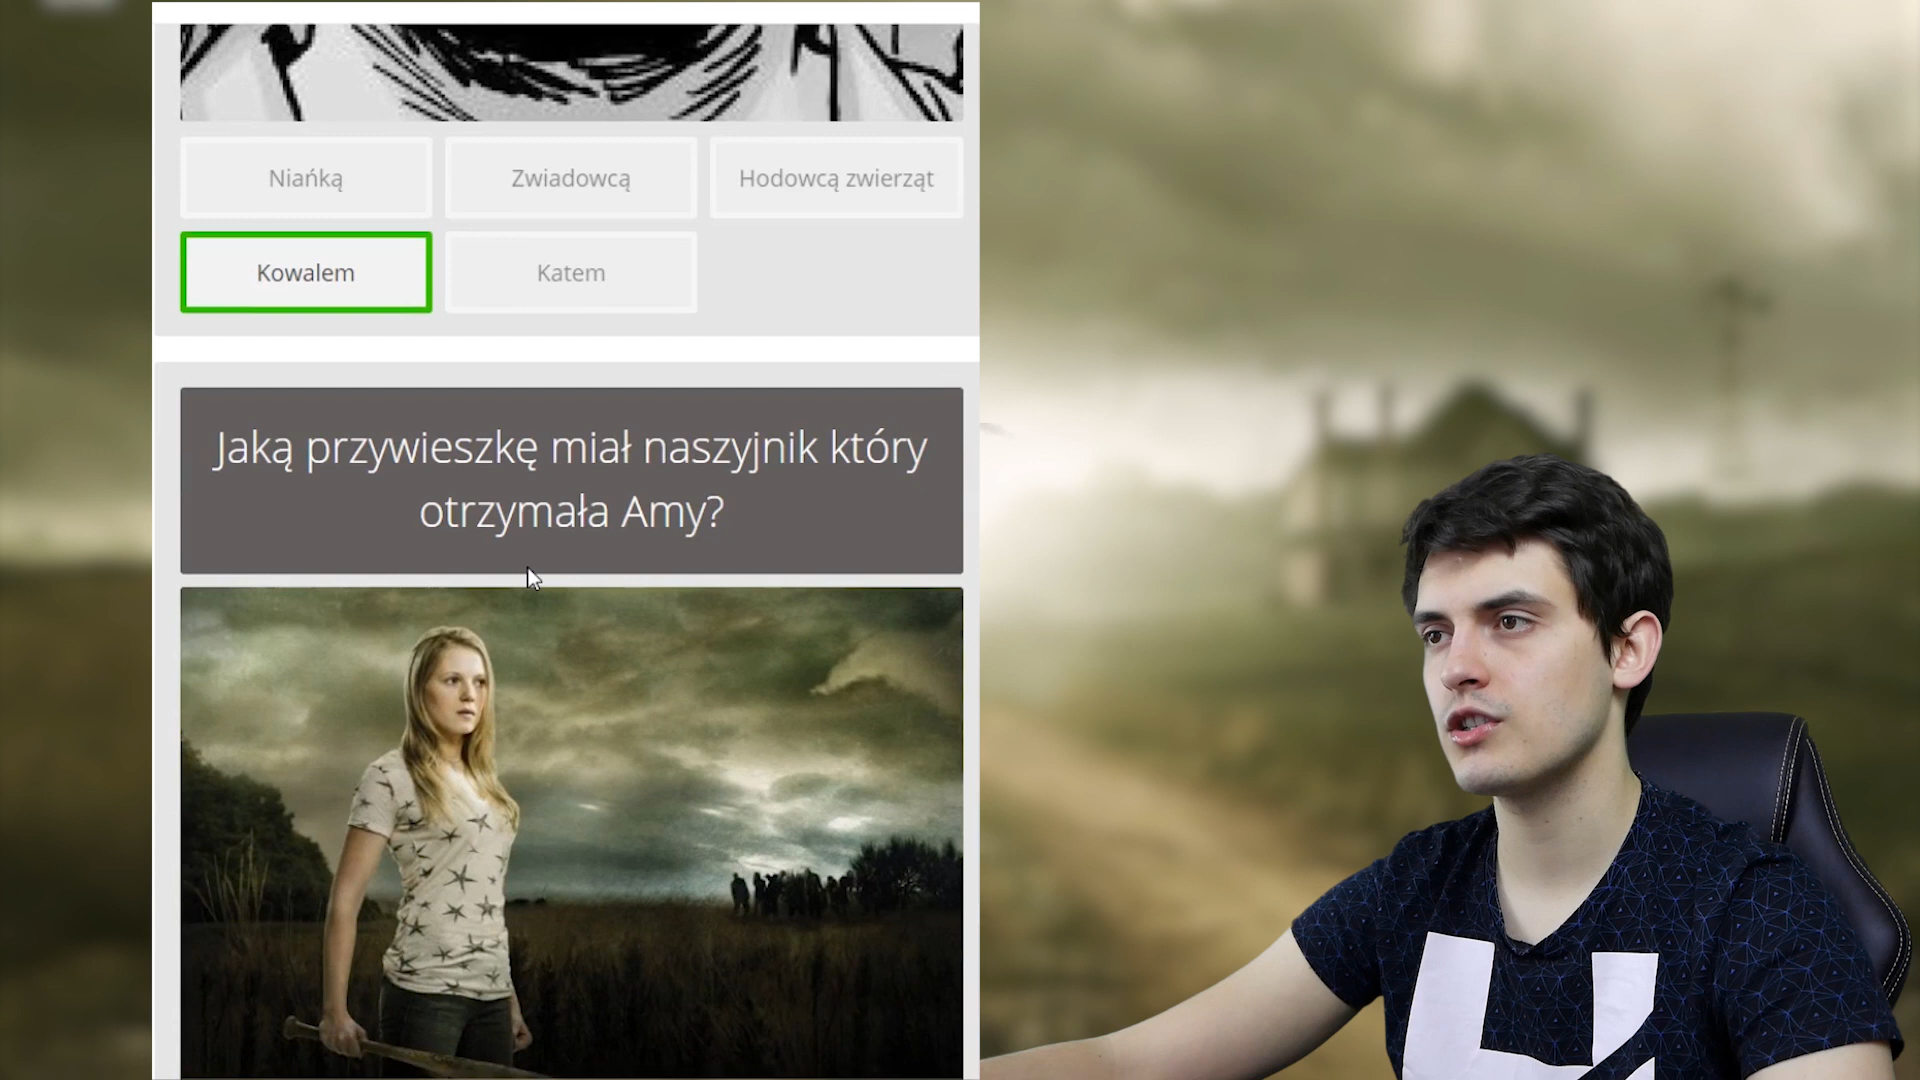 Niańką
Zwiadowcą
Hodowcą zwierząt
Kowalem
Katem
Jaką przywieszkę miał naszyjnik który
otrzymała Amy?